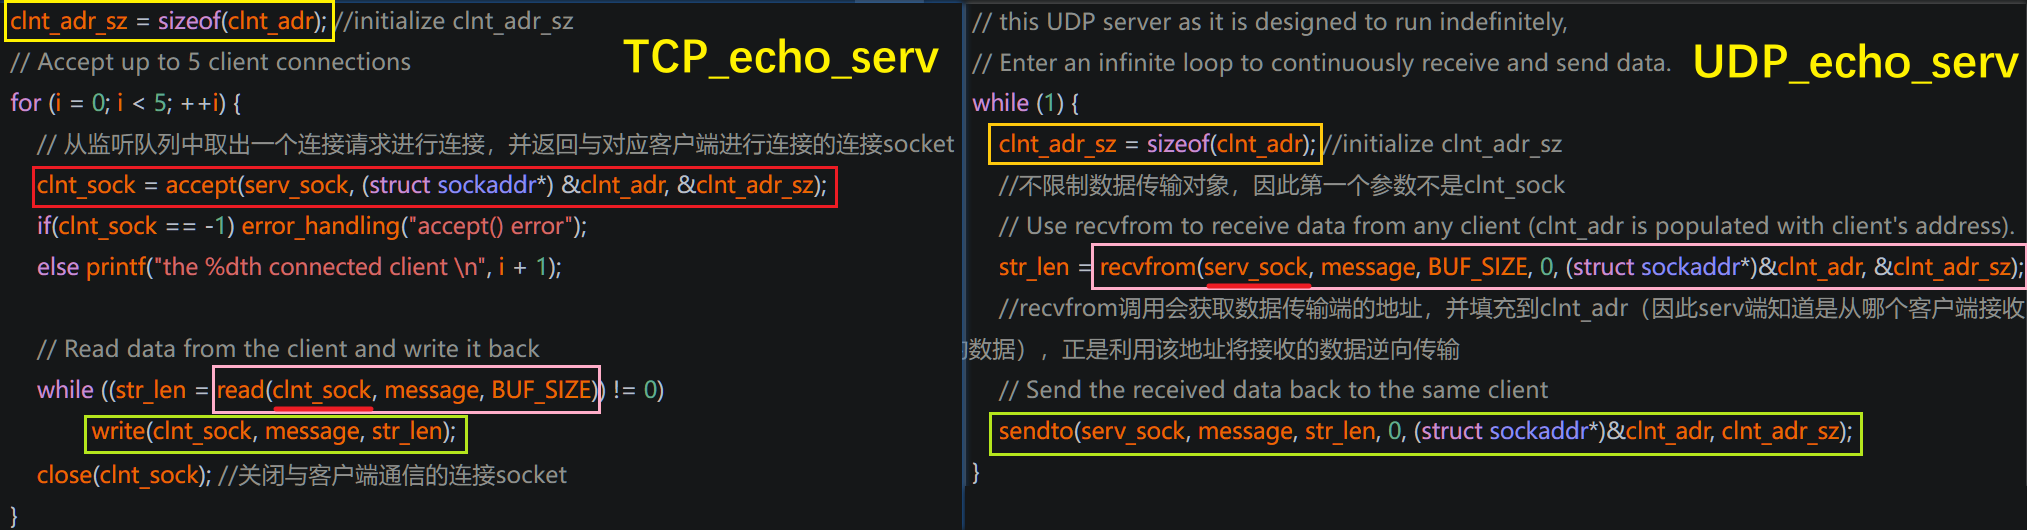 clnt_adr_sz = sizeof(clnt_adr); //initialize clnt_adr_sz
TCP_echo_serv
// Accept up to 5 client connections
for (i = 0; i < 5; ++i) {
// 从监听队列中取出一个连接请求进行连接，并返回与对应客户端进行连接的连接socket
clnt_sock = accept(serv_sock, (struct sockaddr*) &clnt_adr, &clnt_adr_sz);
if(clnt_sock == -1) error_handling("accept() error");
else printf("the %dth connected client \n", i + 1);
// Read data from the client and write it back
while ((str_len = read(clnt_sock, message, BUF_SIZE)) != 0)
write(clnt_sock, message, str_len);
close(clnt_sock); //关闭与客户端通信的连接socket
}
// this UDP server as it is designed to run indefinitely,
UDP_echo_serv
// Enter an infinite loop to continuously receive and send data.
while (1) {
clnt_adr_sz = sizeof(clnt_adr); //initialize clnt_adr_sz
//不限制数据传输对象，因此第一个参数不是clnt_sock
// Use recvfrom to receive data from any client (clnt_adr is populated with client's address).
str_len = recvfrom(serv_sock, message, BUF_SIZE, 0, (struct sockaddr*)&clnt_adr, &clnt_adr_sz);
//recvfrom调用会获取数据传输端的地址，并填充到clnt_adr（因此serv端知道是从哪个客户端接收
的数据），正是利用该地址将接收的数据逆向传输
// Send the received data back to the same client
sendto(serv_sock, message, str_len, 0, (struct sockaddr*)&clnt_adr, clnt_adr_sz);
}